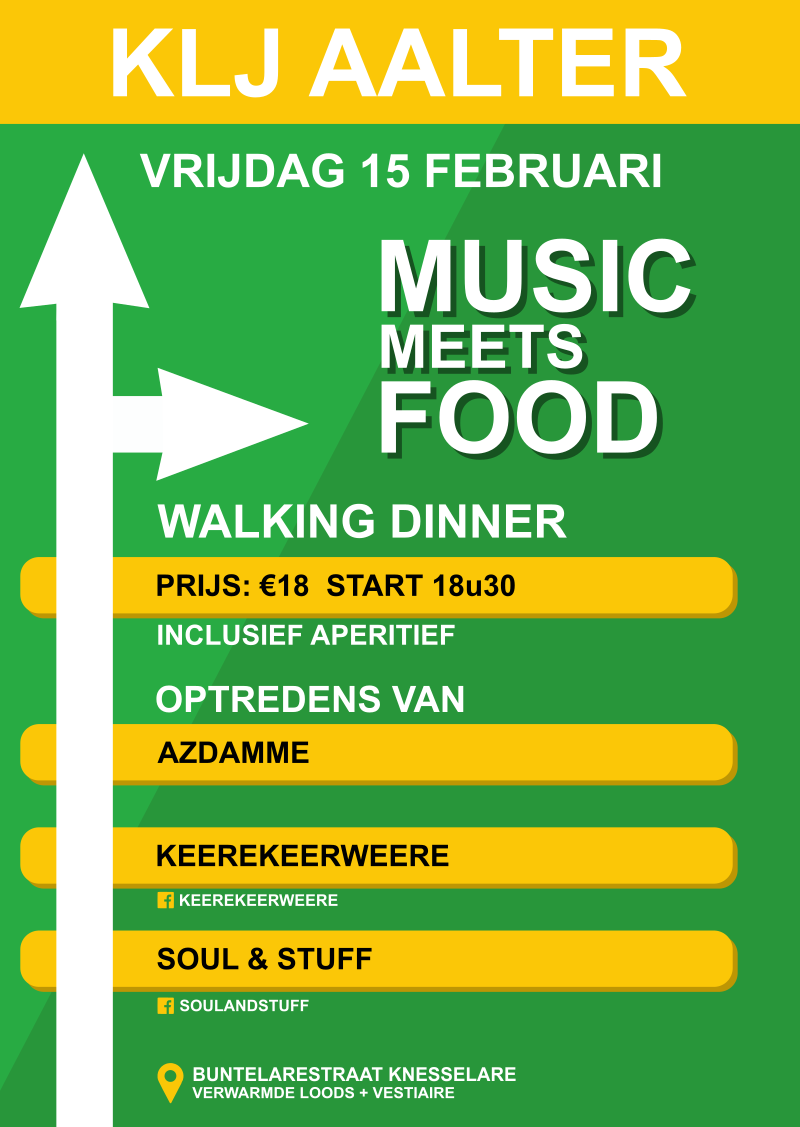 KLJ AALTER
VRIJDAG 15 FEBRUARI
MUSIC
MEETS
FOOD
WALKING DINNER
PRIJS: €18  START 18u30
INCLUSIEF APERITIEF
OPTREDENS VAN
AZDAMME
KEEREKEERWEERE
KEEREKEERWEERE
SOUL & STUFF
SOULANDSTUFF
BUNTELARESTRAAT KNESSELARE
VERWARMDE LOODS + VESTIAIRE